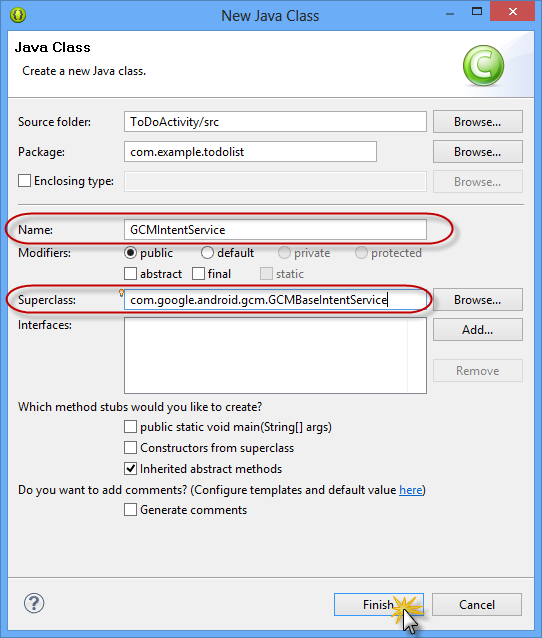 New Java Class
Java Class
Create a new Java class.
C
Source folder: ToDoActivity/src Browse...
Package: com.example.todolist Browse...
Enclosing type: Browse...
Name: GCMIntentService
Modifiers: public default private protected
abstract final static
Superclass: com.google.android.gcm.GCMBaseIntentService Browse...
Interfaces: Add...
Remove
Which method stubs would you like to create?
public static void main(String[] args)
Constructors from superclass
Inherited abstract methods
Do you want to add comments? (Configure templates and default value here)
Generate comments
? Finish Cancel